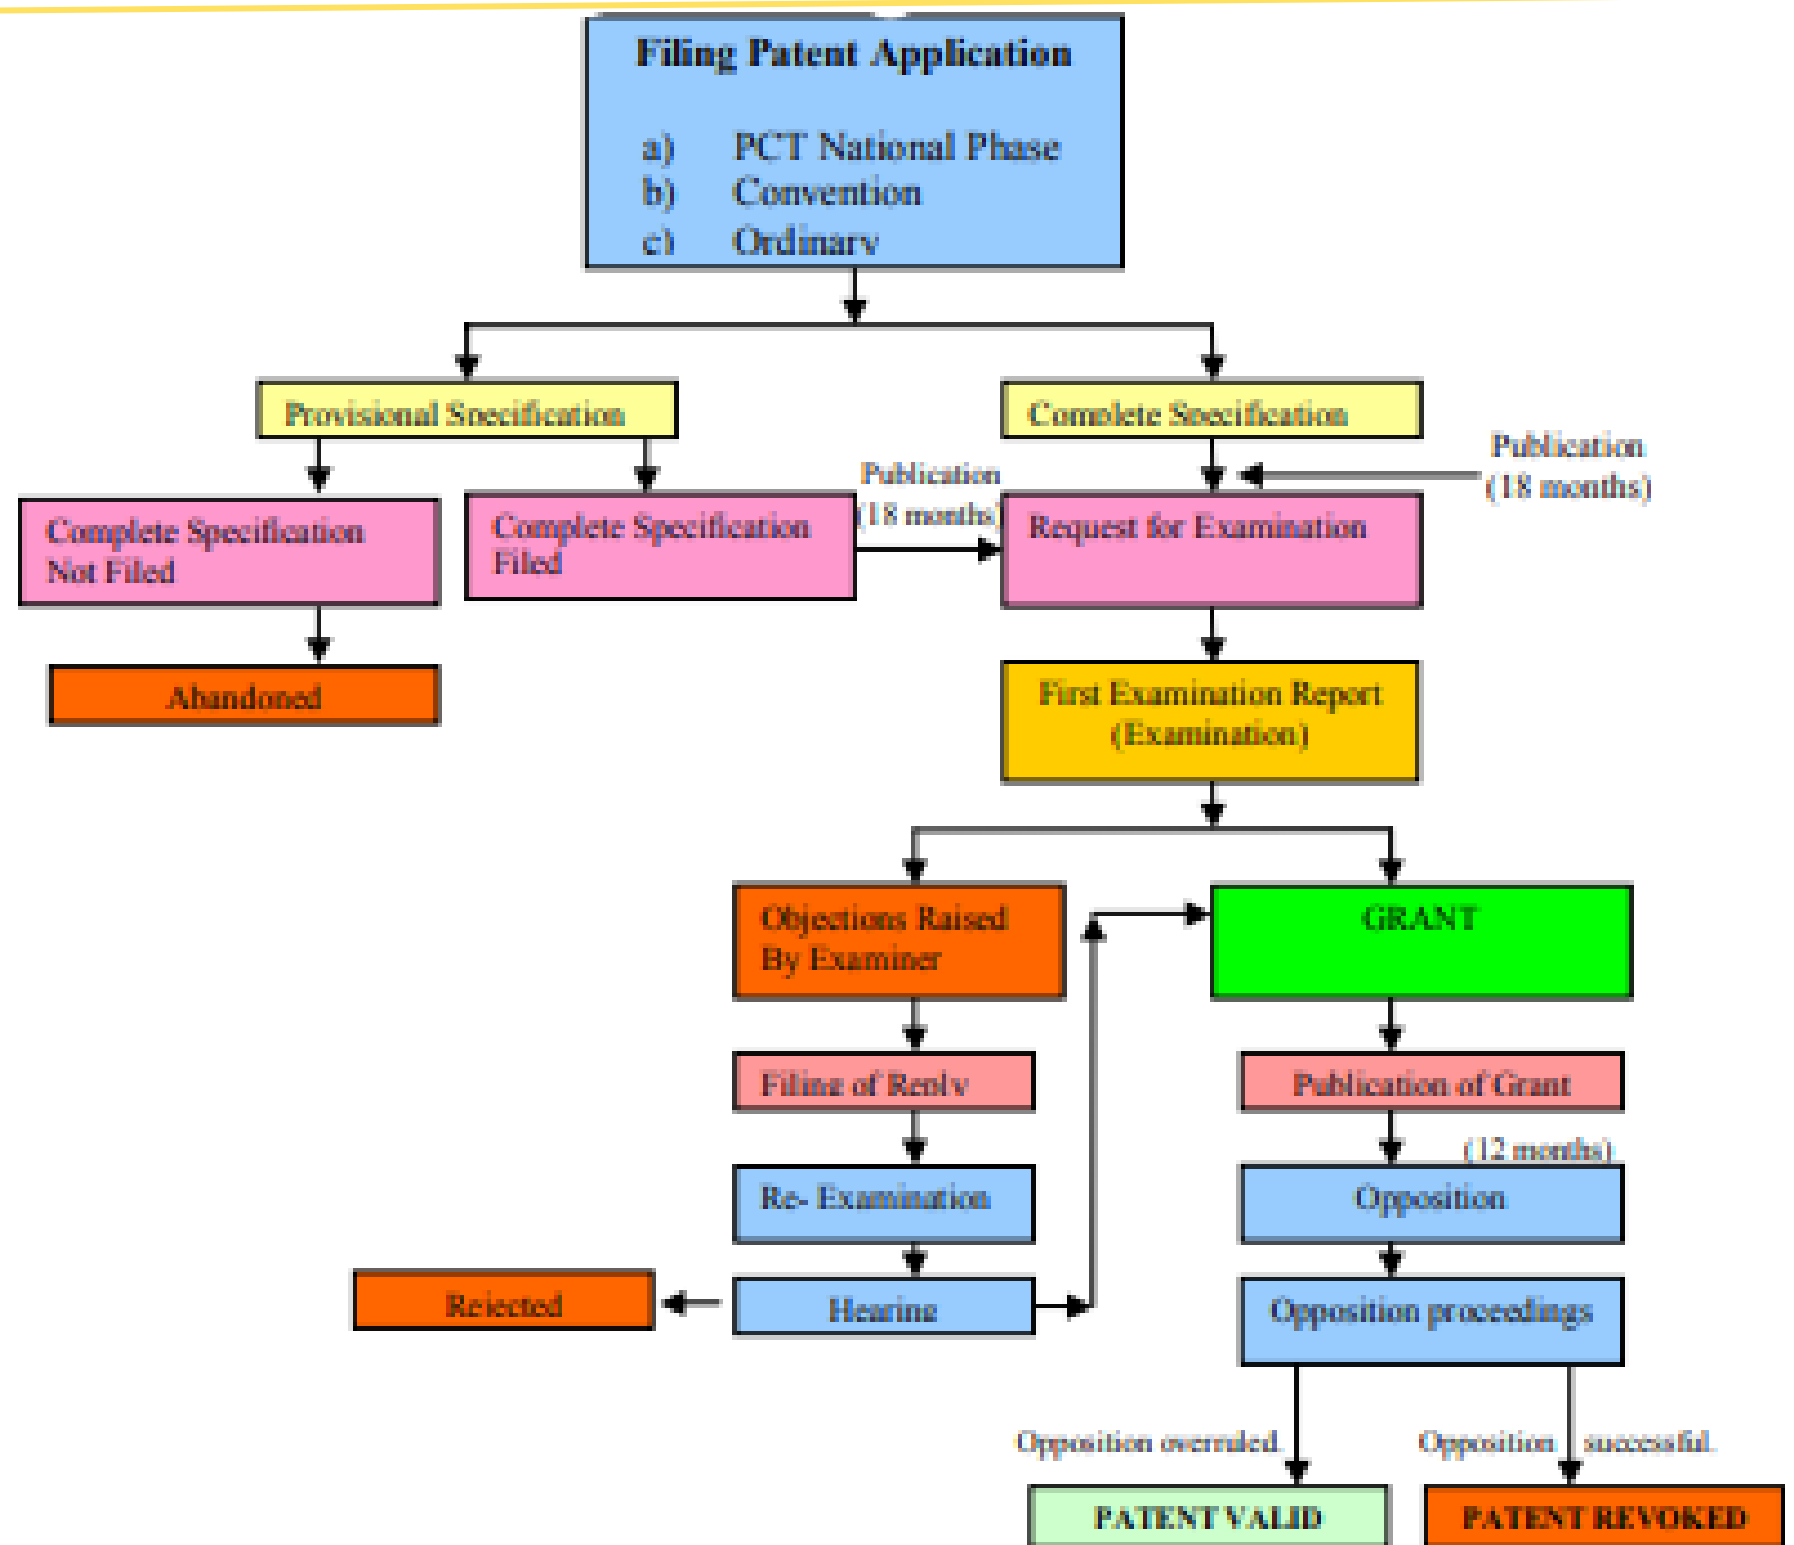 Filing Patent Application
a) PCT National Phase
b) Convention
c) Ordinary
Provisional Specification
Complete Specification
Publication
(18 months)
Complete Specification
Not Filed
Complete Specification
Filed
Publication
(18 months)
Request for Examination
Abandoned
First Examination Report
(Examination)
Objections Raised
By Examiner
GRANT
Filing of Reply
Publication of Grant
(12 months)
Re- Examination
Opposition
Rejected
Hearing
Opposition proceedings
Opposition overruled.
Opposition successful.
PATENT VALID
PATENT REVOKED